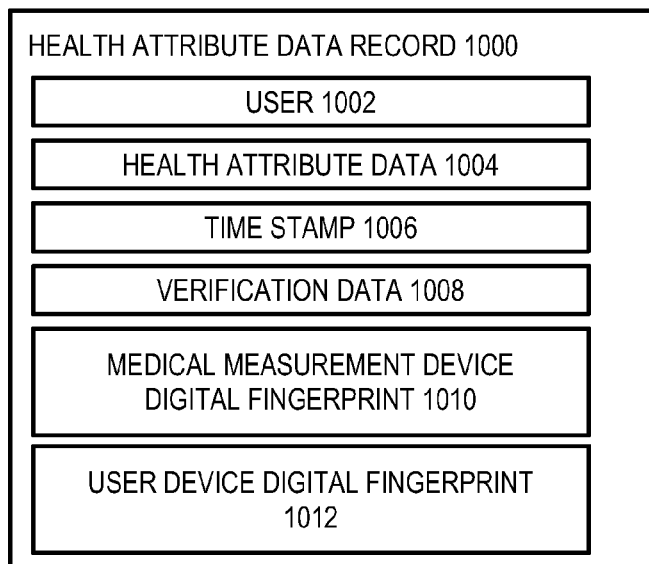 HEALTH ATTRIBUTE DATA RECORD 1000
USER 1002
HEALTH ATTRIBUTE DATA 1004
TIME STAMP 1006
VERIFICATION DATA 1008
MEDICAL MEASUREMENT DEVICE
DIGITAL FINGERPRINT 1010
USER DEVICE DIGITAL FINGERPRINT
1012